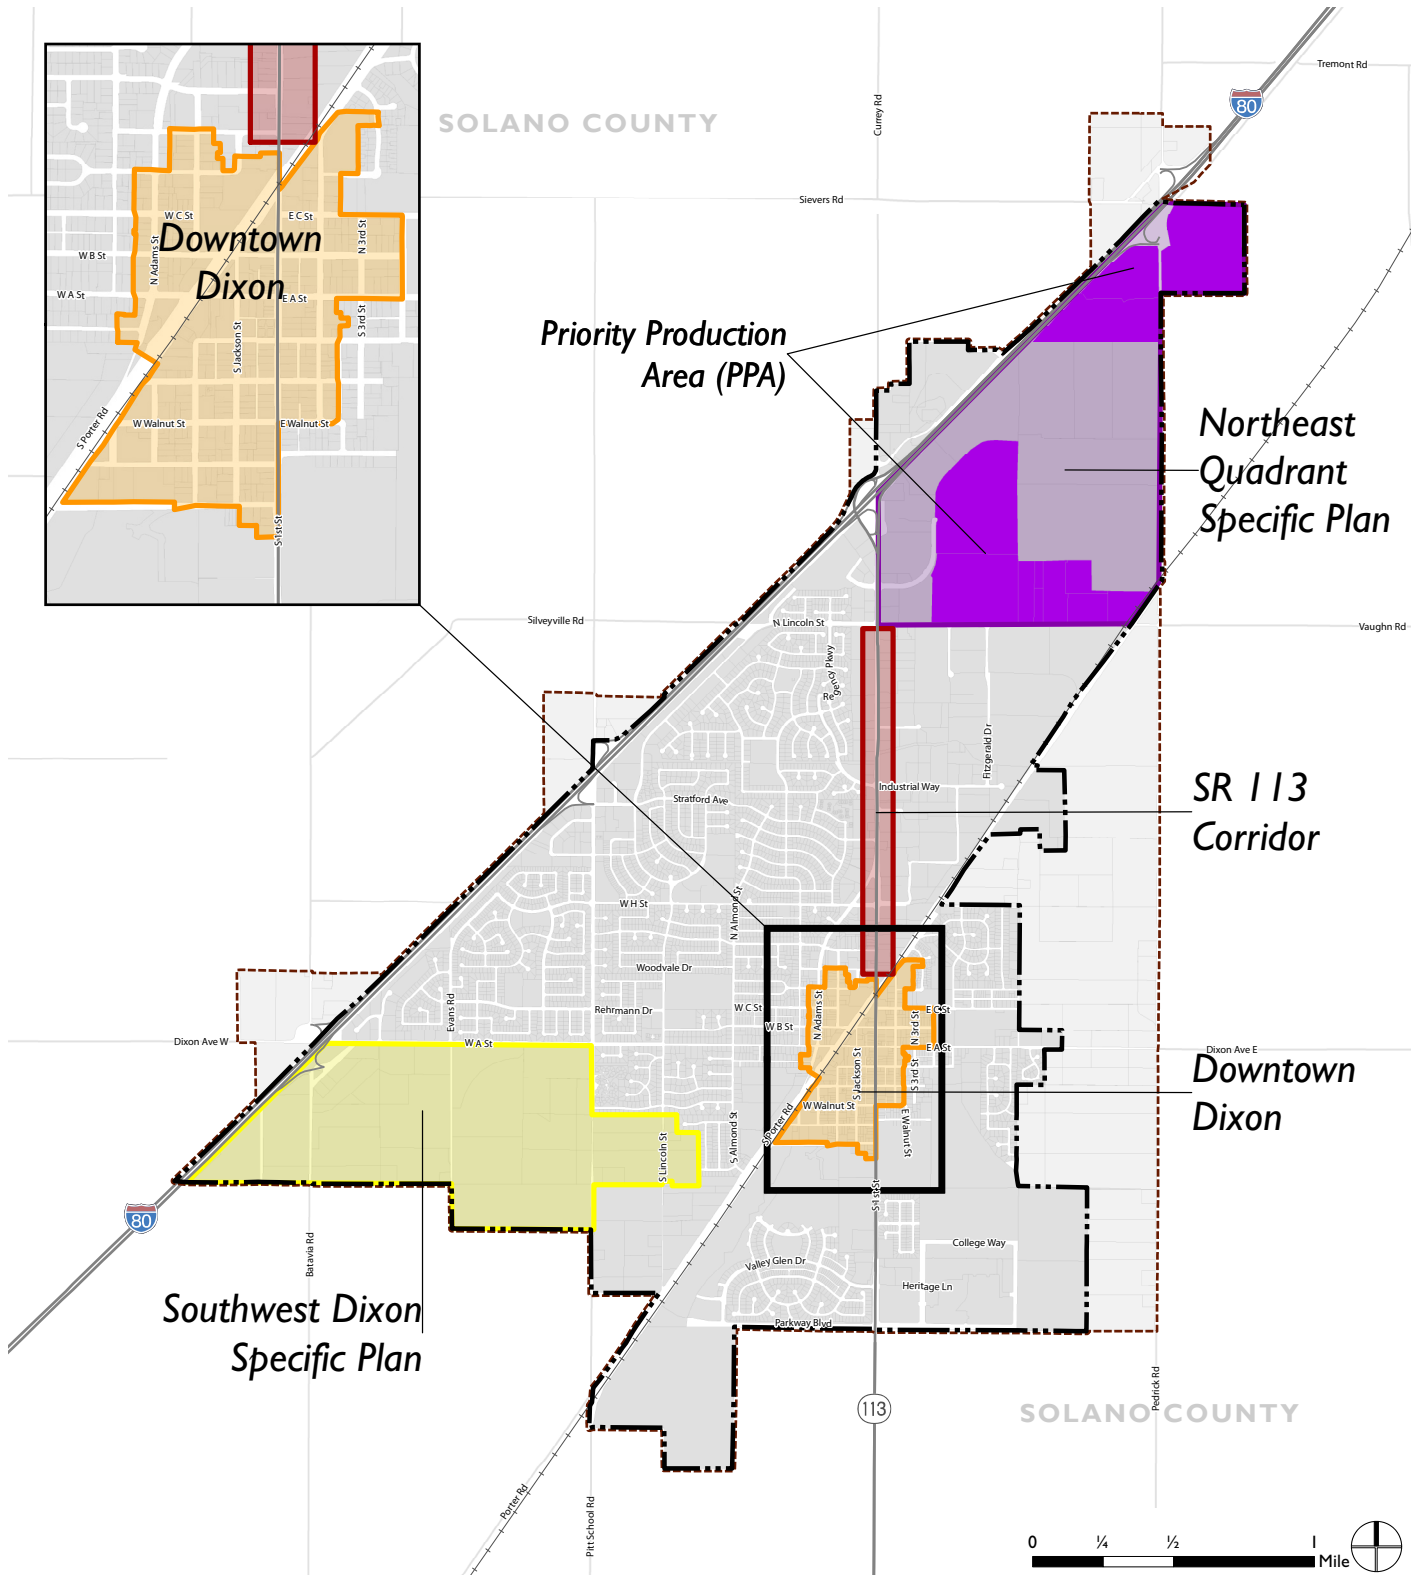 Tremont Rd
80
SOLANO COUNTY
Currey Rd
Sievers Rd
W C St
E C St
Downtown
Dixon
N Adams St
N 3rd St
W B St
W A St
E A St
S 3rd St
S Jackson St
S Porter Rd
W Walnut St
E Walnut St
S 1st St
Priority Production
Area (PPA)
Northeast
Quadrant
Specific Plan
Silveyville Rd
N Lincoln St
Vaughn Rd
Regency Pkwy
Fitzgerald Dr
Industrial Way
SR 113
Corridor
Stratford Ave
W H St
N Almond St
Woodvale Dr
Evans Rd
Rehrmann Dr
W C St
W B St
N Adams St
E C St
N 3rd St
Dixon Ave W
W A St
E A St
Dixon Ave E
S Jackson St
S 3rd St
Downtown
Dixon
W Walnut St
E Walnut St
S Porter Rd
S Almond St
S Lincoln St
S 1st St
80
Batavia Rd
College Way
Valley Glen Dr
Heritage Ln
Parkway Blvd
Southwest Dixon
Specific Plan
113
Pedrick Rd
SOLANO COUNTY
Porter Rd
Pitt School Rd
0 ¼ ½ 1
Mile